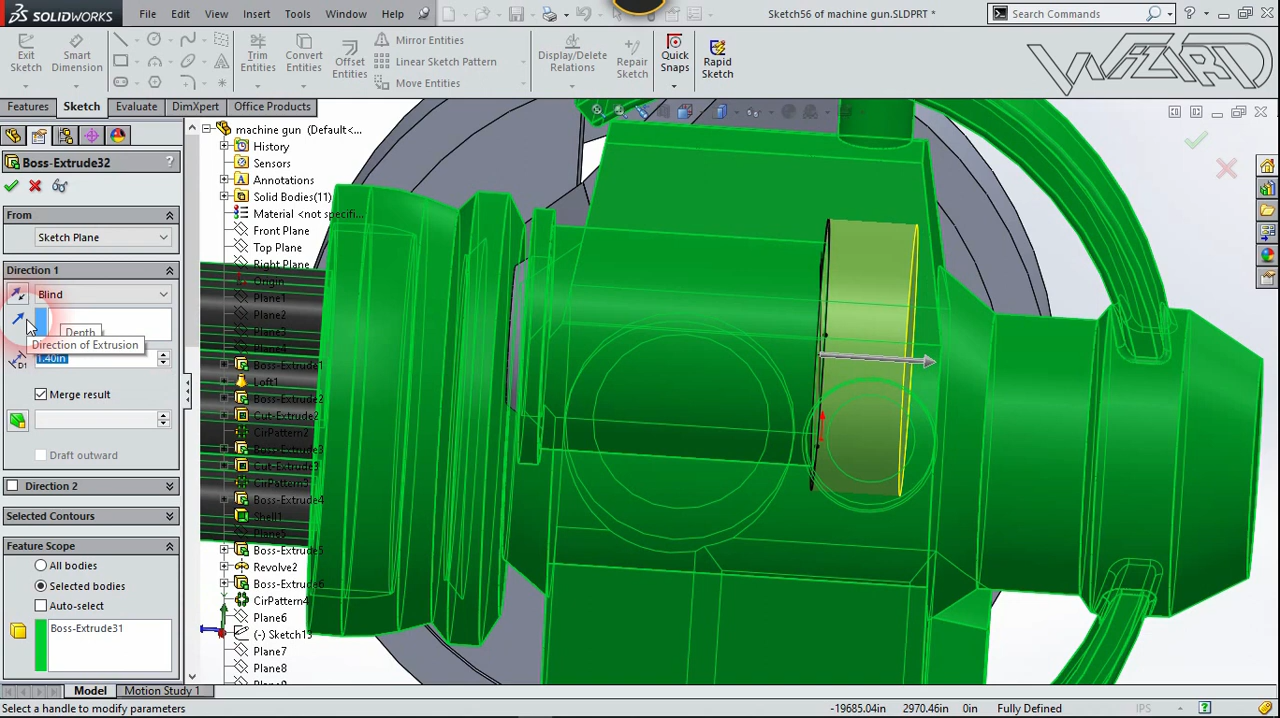 SOLIDWORKS
File Edit View Insert Tools Window Help
Sketch56 of machine gun.SLDPRT *
Search Commands
Exit Sketch
Smart Dimension
Trim Entities
Convert Entities
Offset Entities
Mirror Entities
Linear Sketch Pattern
Move Entities
Display/Delete Relations
Repair Sketch
Quick Snaps
Rapid Sketch
WIZARD
Features Sketch Evaluate DimXpert Office Products
Boss-Extrude32
?
From
Sketch Plane
Direction 1
Blind
Depth
Direction of Extrusion
D1
1.40in
Merge result
Draft outward
Direction 2
Selected Contours
Feature Scope
All bodies
Selected bodies
Auto-select
Boss-Extrude31
machine gun (Default<...
History
Sensors
Annotations
Solid Bodies(11)
Material <not specifi...
Front Plane
Top Plane
Right Plane
Origin
Plane1
Plane2
Plane3
Plane4
Boss-Extrude1
Loft1
Boss-Extrude2
Cut-Extrude2
CirPattern2
Boss-Extrude3
Cut-Extrude3
CirPattern3
Boss-Extrude4
Shell1
Plane5
Boss-Extrude5
Revolve2
Boss-Extrude6
CirPattern4
Plane6
(-) Sketch13
Plane7
Plane8
Plane9
Model Motion Study 1
Select a handle to modify parameters
-19685.04in 2970.46in 0in Fully Defined IPS